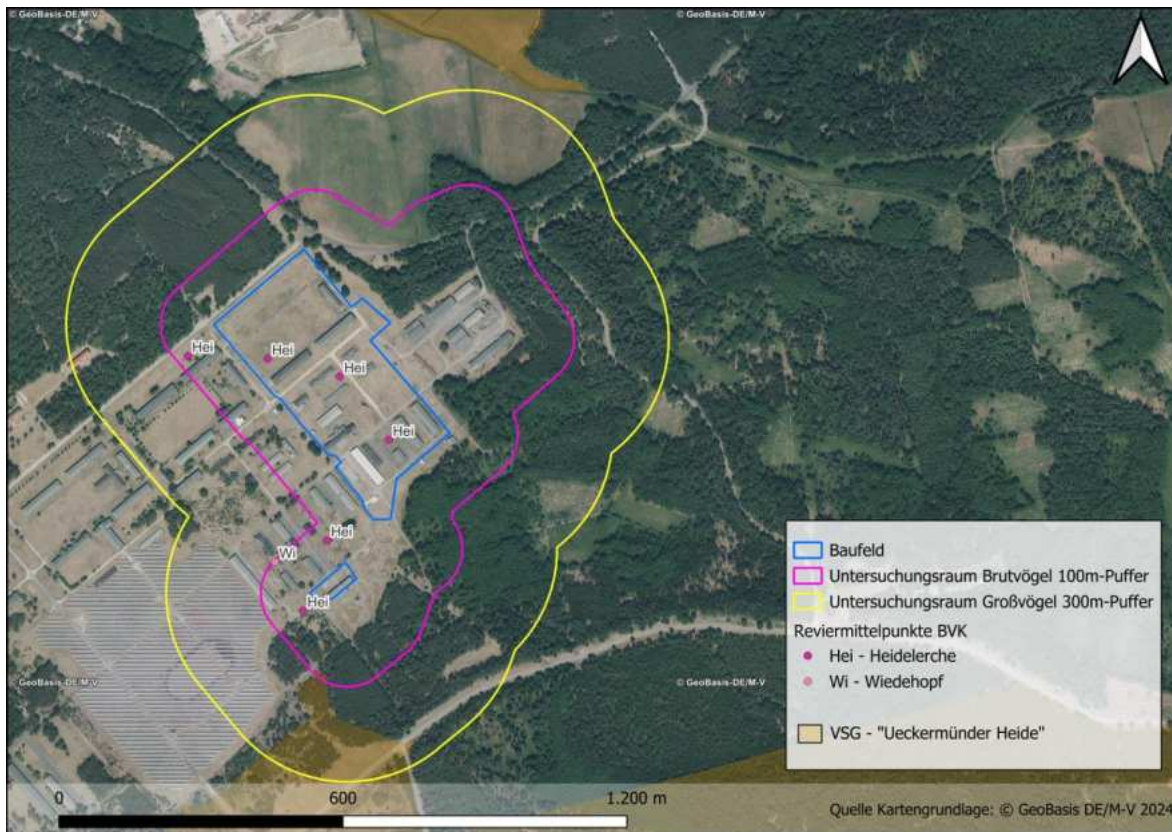 © GeoBasis-DE/M-V
© GeoBasis-DE/M-V
Hei
Hei
Hei
Hei
Hei
Wi
Hei
Baufeld
Untersuchungsraum Brutvögel 100m-Puffer
Untersuchungsraum Großvögel 300m-Puffer
Reviermittelpunkte BVK
Hei - Heidelerche
Wi - Wiedehopf
VSG - "Ueckermünder Heide"
© GeoBasis-DE/M-V
© GeoBasis-DE/M-V
0 600 1.200 m
Quelle Kartengrundlage: © GeoBasis DE/M-V 2024